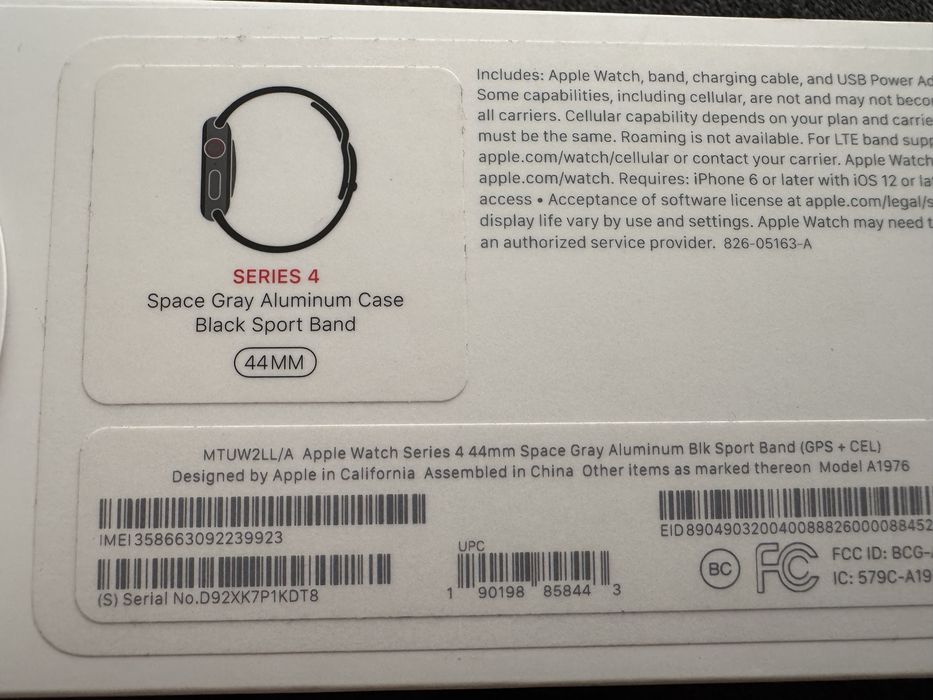 Includes: Apple Watch, band, charging cable, and USB Power
Some capabilities, including cellular, are not and may not
all carriers. Cellular capability depends on your plan and
must be the same. Roaming is not available. For LTE band
apple.com/watch/cellular or contact your carrier. Apple Watch
apple.com/watch. Requires: iPhone 6 or later with iOS 12 or
access • Acceptance of software license at apple.com/legal/
display life vary by use and settings. Apple Watch may need
an authorized service provider. 826-05163-A
SERIES 4
Space Gray Aluminum Case
Black Sport Band
44MM
MTUW2LL/A Apple Watch Series 4 44mm Space Gray Aluminum Blk Sport Band (GPS + CEL)
Designed by Apple in California Assembled in China Other items as marked thereon Model A1976
IMEI 358663092239923
EID 89049032004008882600008845
(S) Serial No.D92XK7P1KDT8
UPC
1 90198 85844 3
BC
FC
FCC ID: BCG-
IC: 579C-A19